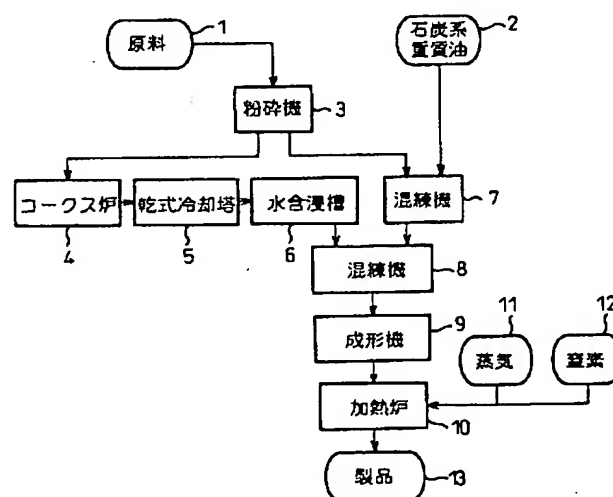 原料
1
石炭系
重質油
2
粉砕機
3
コークス炉
4
乾式冷却塔
5
水含浸槽
6
混練機
7
混練機
8
成形機
9
蒸気
11
窒素
12
加熱炉
10
製品
13